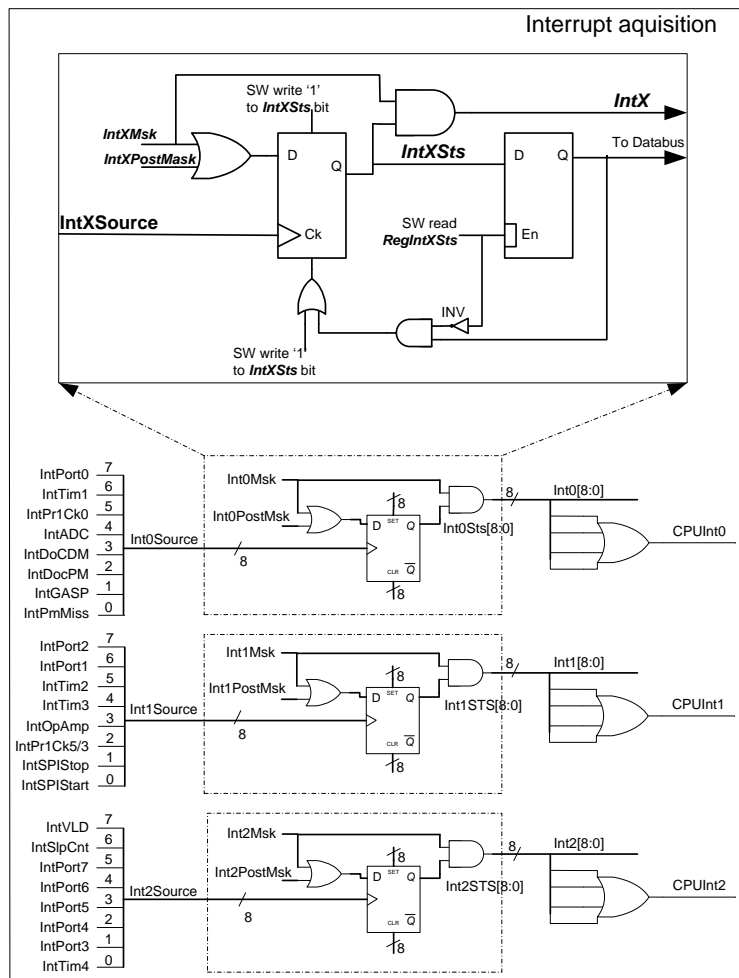 Interrupt aquisition
SW write '1'
to IntXSts bit
IntX
IntXMsk
IntXPostMask
D
Q
IntXSts
D
Q
To Databus
IntXSource
Ck
SW read
RegIntXSts
En
INV
SW write '1
to IntXSts bit
IntPort0 7
IntTim1 6
IntPr1Ck0 5
IntADC 4
IntDoCDM 3
IntDocPM 2
IntGASP 1
IntPmMiss 0
Int0Source
8
Int0Msk
Int0PostMsk
8
D SET Q
CLR Q
8
Int0Sts[8:0]
8
Int0[8:0]
CPUInt0
IntPort2 7
IntPort1 6
IntTim2 5
IntTim3 4
IntOpAmp 3
IntPr1Ck5/3 2
IntSPIStop 1
IntSPIStart 0
Int1Source
8
Int1Msk
Int1PostMsk
8
D SET Q
CLR Q
8
Int1STS[8:0]
8
Int1[8:0]
CPUInt1
IntVLD 7
IntSlpCnt 6
IntPort7 5
IntPort6 4
IntPort5 3
IntPort4 2
IntPort3 1
IntTim4 0
Int2Source
8
Int2Msk
Int2PostMsk
8
D SET Q
CLR Q
8
Int2STS[8:0]
8
Int2[8:0]
CPUInt2